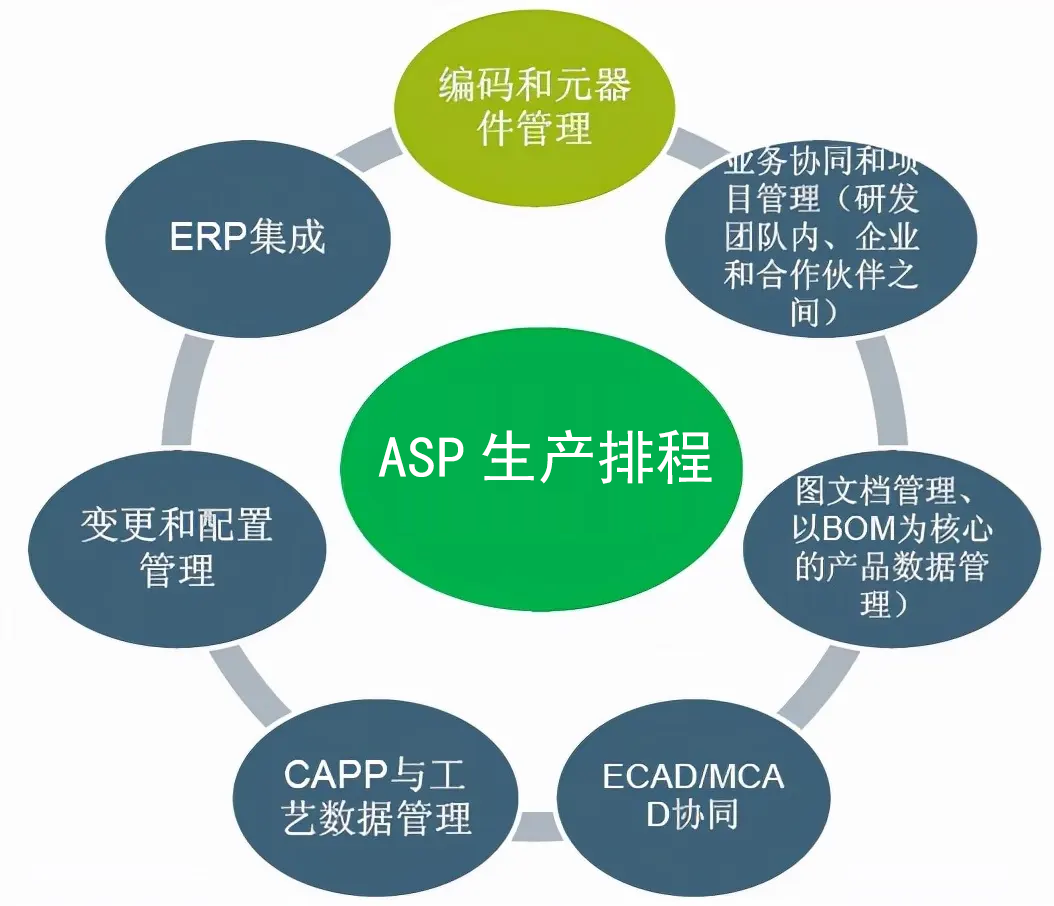 编码和元器
件管理
业务协同和项
目管理（研发
团队内、企业
和合作伙伴之
间）
ERP集成
ASP 生产排程
图文档管理、
以BOM为核心
的产品数据管
理）
变更和配置
管理
CAPP与工
艺数据管理
ECAD/MCA
D协同